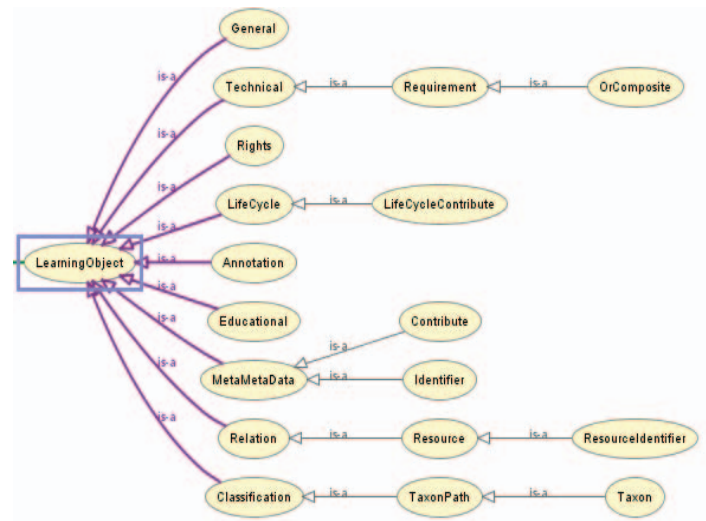 General
is-a
Technical is-a Requirement is-a OrComposite
is-a
Rights
is-a
LifeCycle is-a LifeCycleContribute
is-a
LearningObject is-a Annotation
is-a
Educational Contribute
is-a
is-a
MetaMetaData is-a Identifier
is-a
Relation is-a Resource is-a ResourceIdentifier
is-a
Classification is-a TaxonPath is-a Taxon